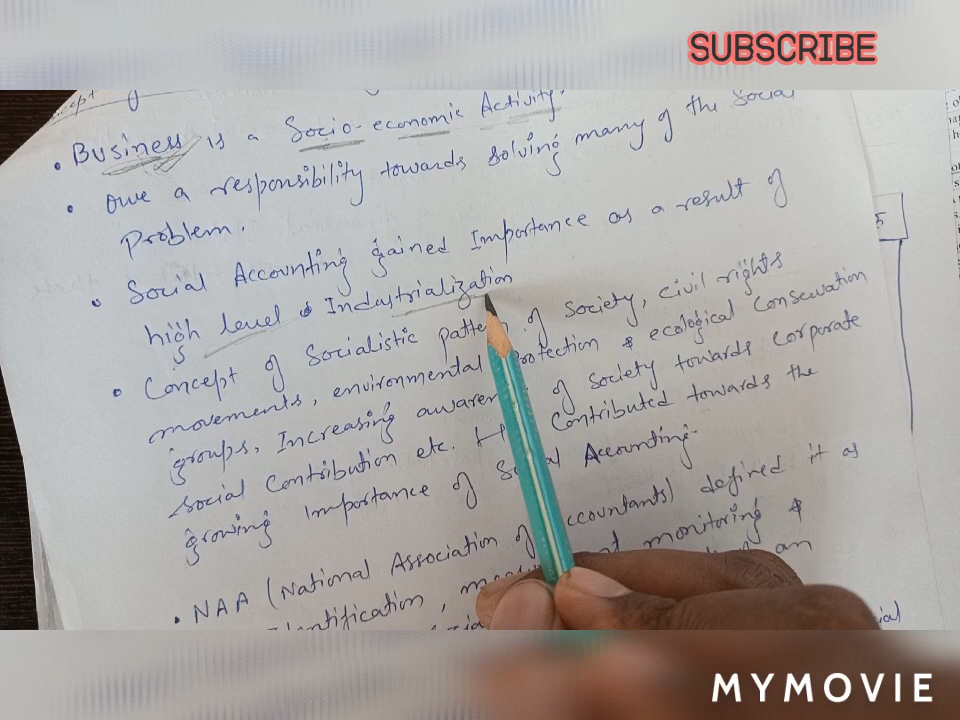 SUBSCRIBE
• Business is a Socio-economic Activity.
• owe a responsibility towards solving many of the social
problem.
• Social Accounting gained Importance as a result of
high level & Industrialization
• Concept of Socialistic pattern of Society, civil rights
movements, environmental protection & ecological conservation
groups, Increasing of Society towards corporate
social Contribution etc. contributed towards the
growing importance of Social Accounting.
• NAA (National Association of Accountants) defined it as
monitoring &
an
MYMOVIE